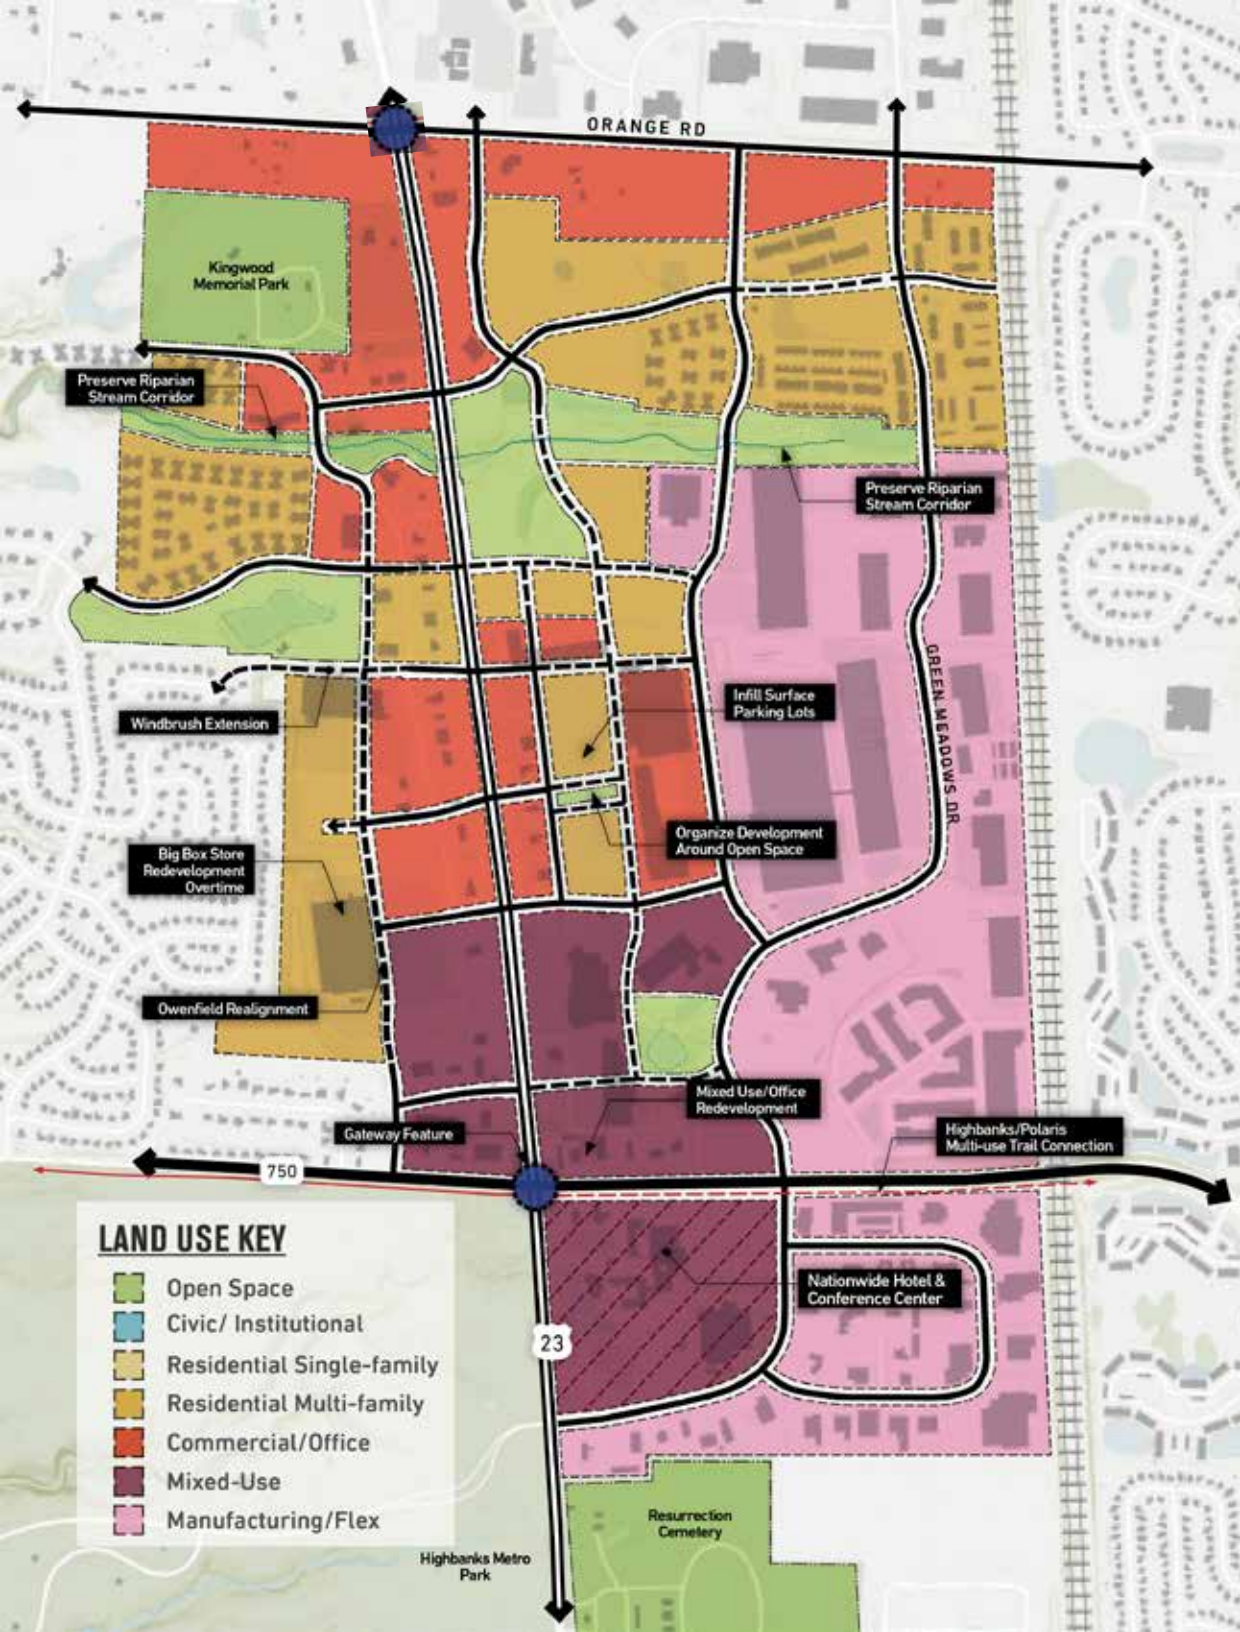 ORANGE RD
Kingwood
Memorial Park
Preserve Riparian
Stream Corridor
Preserve Riparian
Stream Corridor
GREEN MEADOWS DR
Infill Surface
Parking Lots
Windbrush Extension
Organize Development
Around Open Space
Big Box Store
Redevelopment
Overtime
Owenfield Realignment
Mixed Use/Office
Redevelopment
Gateway Feature
Highbanks/Polaris
Multi-use Trail Connection
750
LAND USE KEY
Open Space
Civic/ Institutional
Residential Single-family
Residential Multi-family
Commercial/Office
Mixed-Use
Manufacturing/Flex
Nationwide Hotel &
Conference Center
23
Resurrection
Cemetery
Highbanks Metro
Park